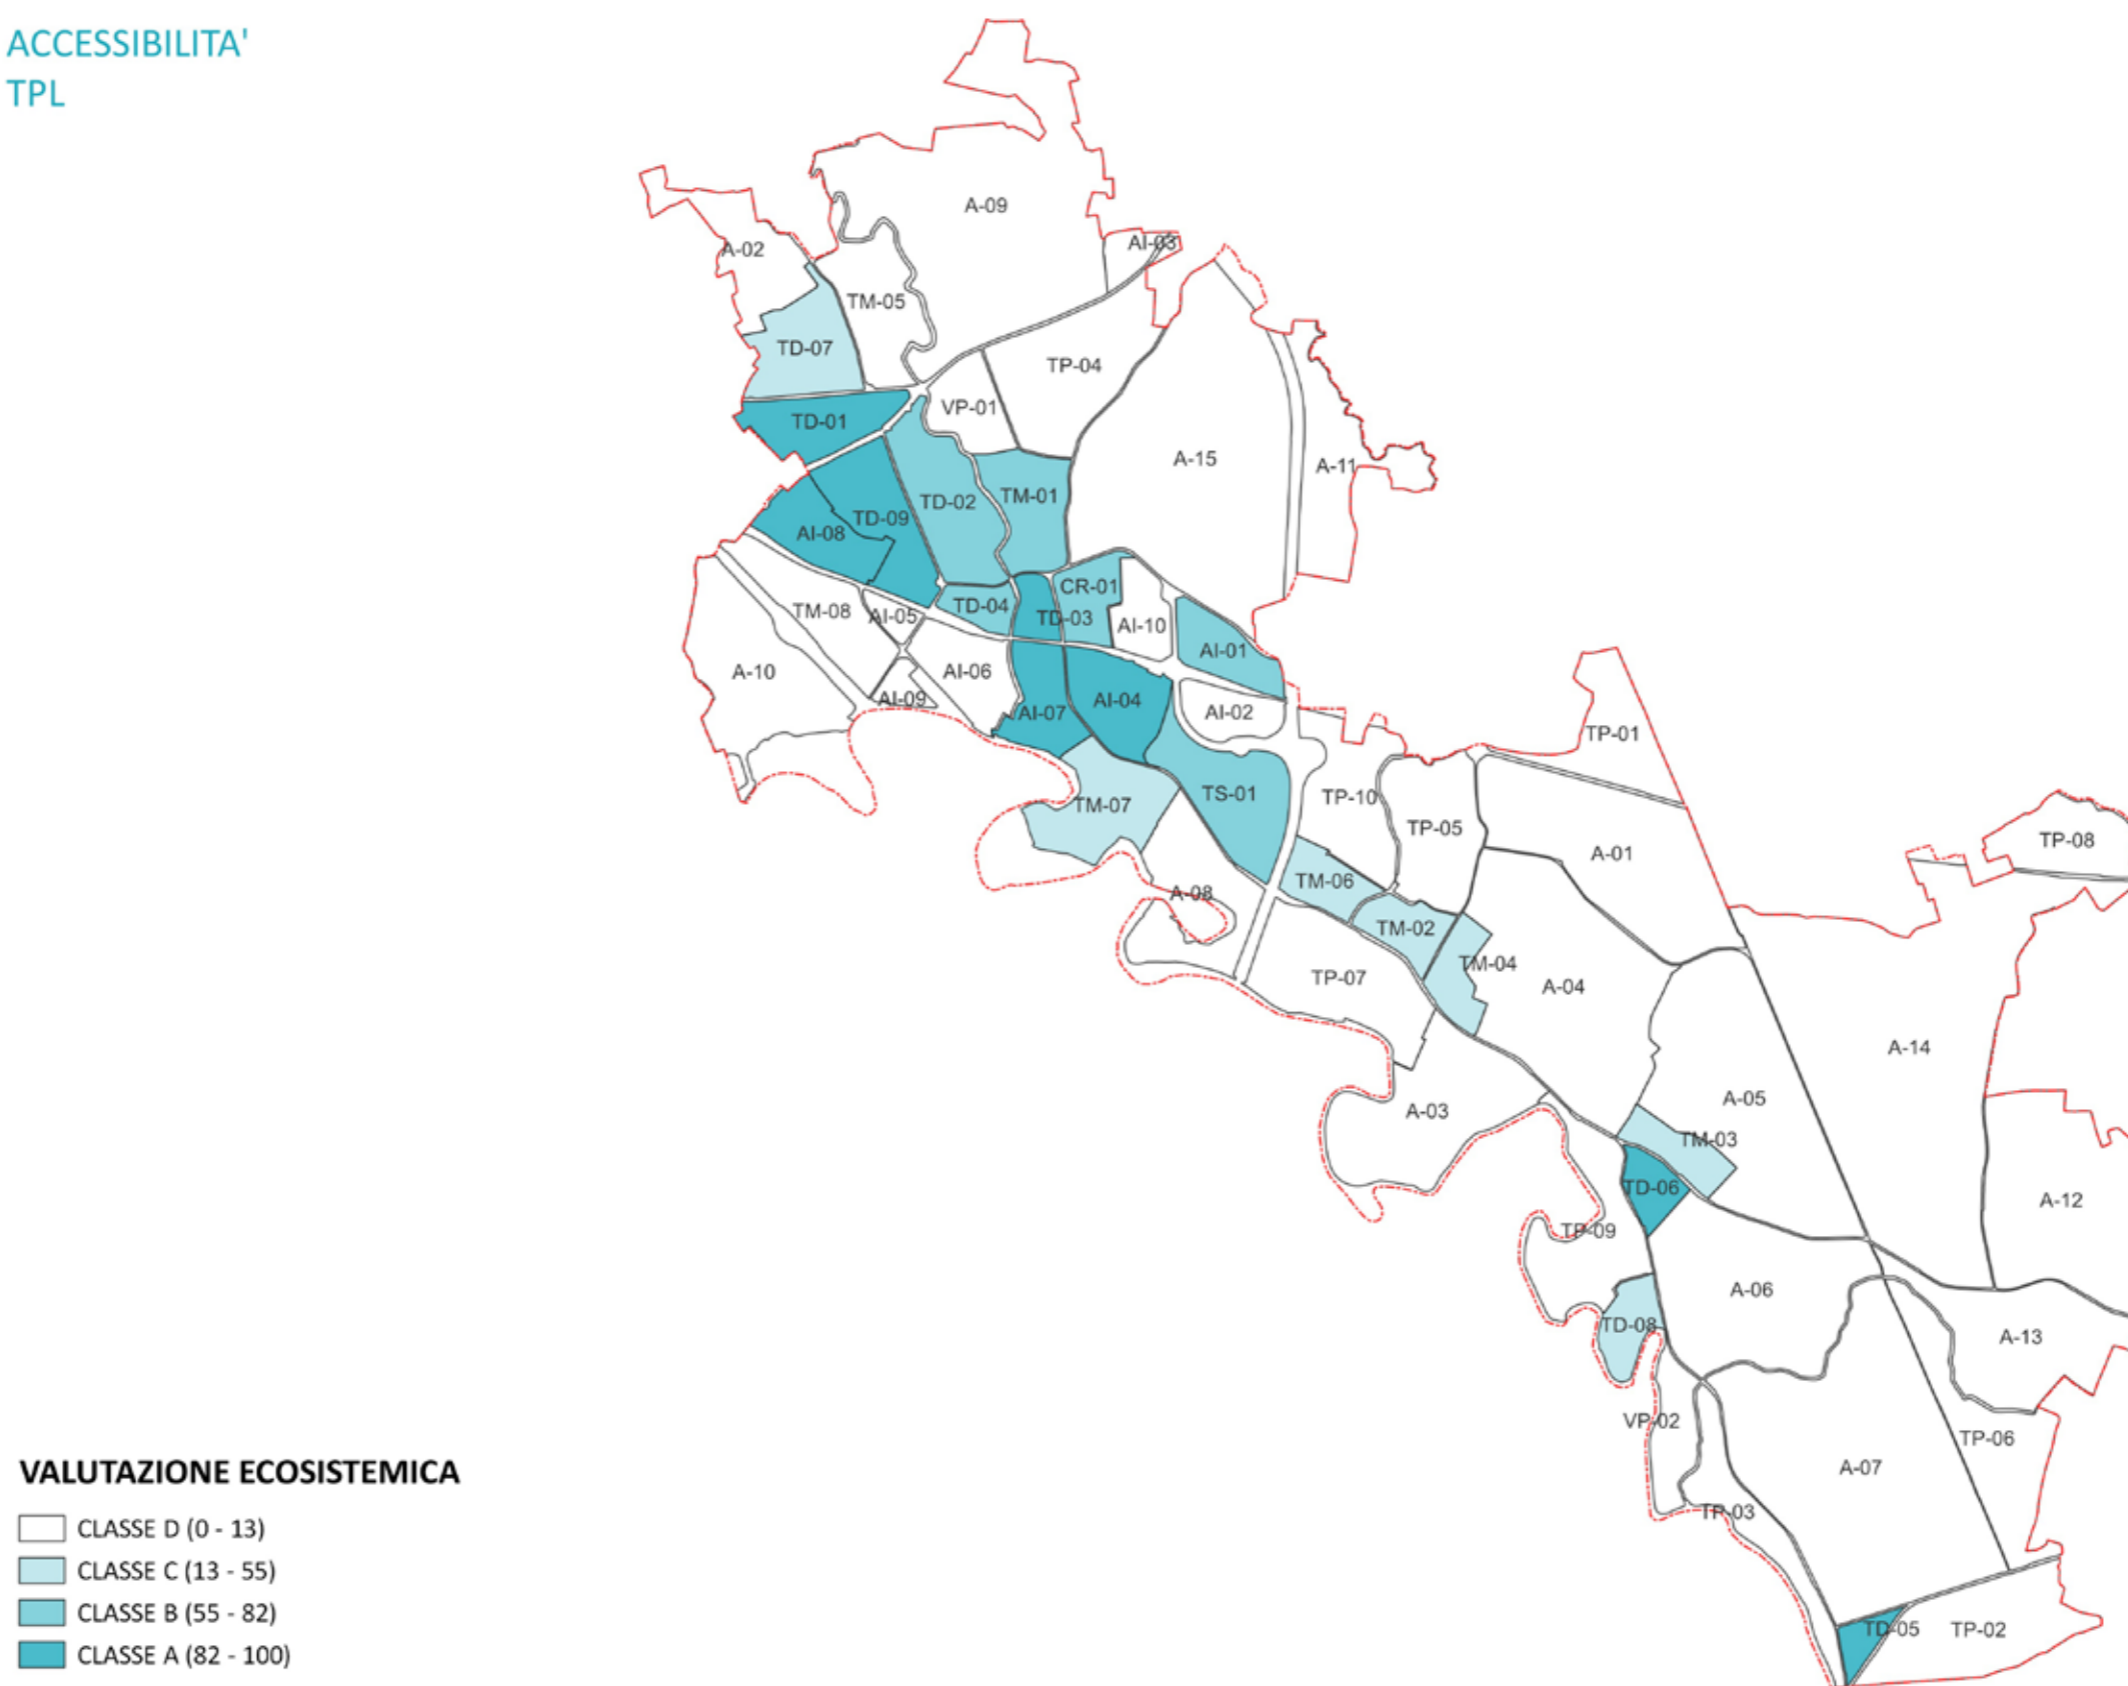 ACCESSIBILITA'
TPL
A-09
A-02
AI-03
TM-05
TD-07
TP-04
VP-01
TD-01
A-15
A-11
TD-02
TM-01
TD-09
AI-08
CR-01
TD-04
TM-08
AI-05
TD-03
AI-10
AI-01
A-10
AI-06
AI-09
AI-04
AI-07
AI-02
TP-01
TS-01
TP-10
TM-07
TP-05
TP-08
A-01
TM-06
A-08
TM-02
TM-04
TP-07
A-04
A-14
A-05
A-03
TM-03
TD-06
A-12
TP-09
A-06
TD-08
A-13
VP-02
TP-06
A-07
TP-03
TD-05
TP-02
VALUTAZIONE ECOSISTEMICA
CLASSE D (0 - 13)
CLASSE C (13 - 55)
CLASSE B (55 - 82)
CLASSE A (82 - 100)